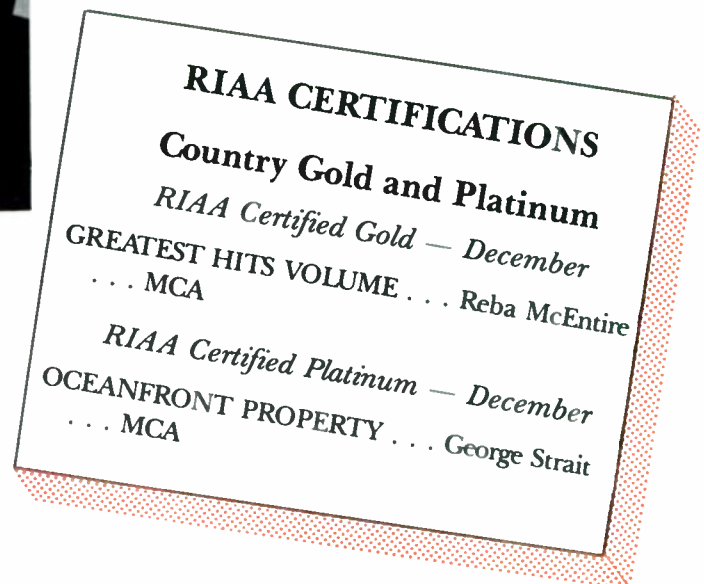 RIAA CERTIFICATIONS
Country Gold and Platinum
RIAA Certified Gold — December
GREATEST HITS VOLUME . . . Reba McEntire
. . . MCA
RIAA Certified Platinum — December
OCEANFRONT PROPERTY . . . George Strait
. . . MCA